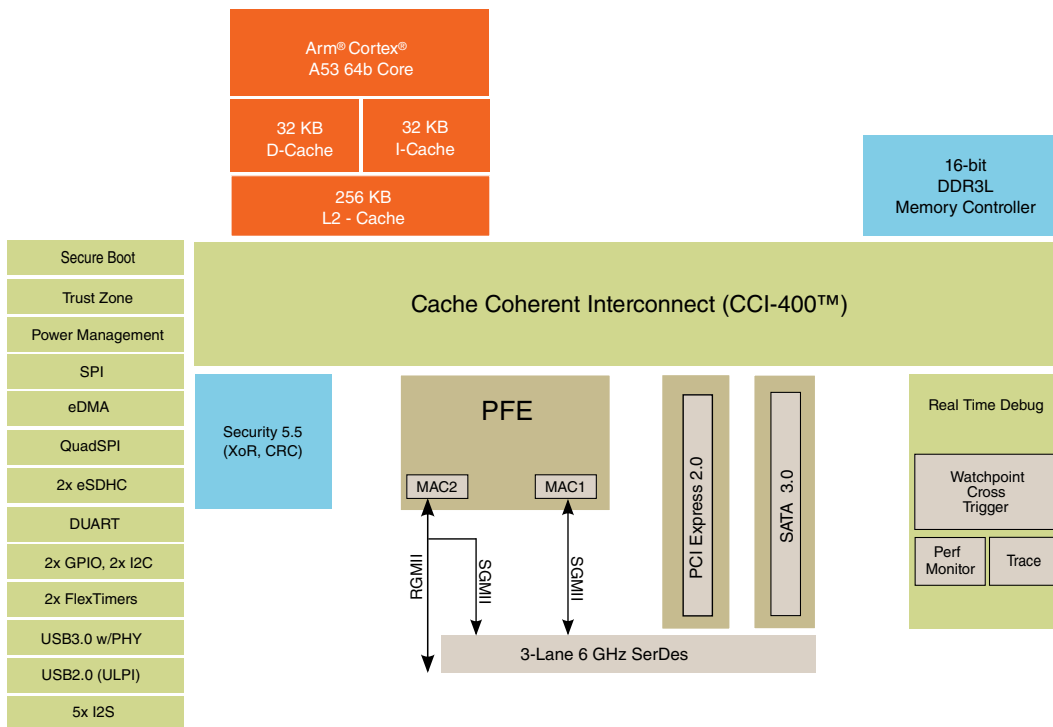 Arm® Cortex®
A53 64b Core
32 KB
D-Cache
32 KB
I-Cache
256 KB
L2 - Cache
16-bit
DDR3L
Memory Controller
Secure Boot
Trust Zone
Power Management
SPI
eDMA
QuadSPI
2x eSDHC
DUART
2x GPIO, 2x I2C
2x FlexTimers
USB3.0 w/PHY
USB2.0 (ULPI)
5x I2S
Cache Coherent Interconnect (CCI-400™)
Security 5.5
(XoR, CRC)
PFE
MAC2
MAC1
RGMII
SGMII
SGMII
3-Lane 6 GHz SerDes
PCI Express 2.0
SATA 3.0
Real Time Debug
Watchpoint
Cross
Trigger
Perf
Monitor
Trace